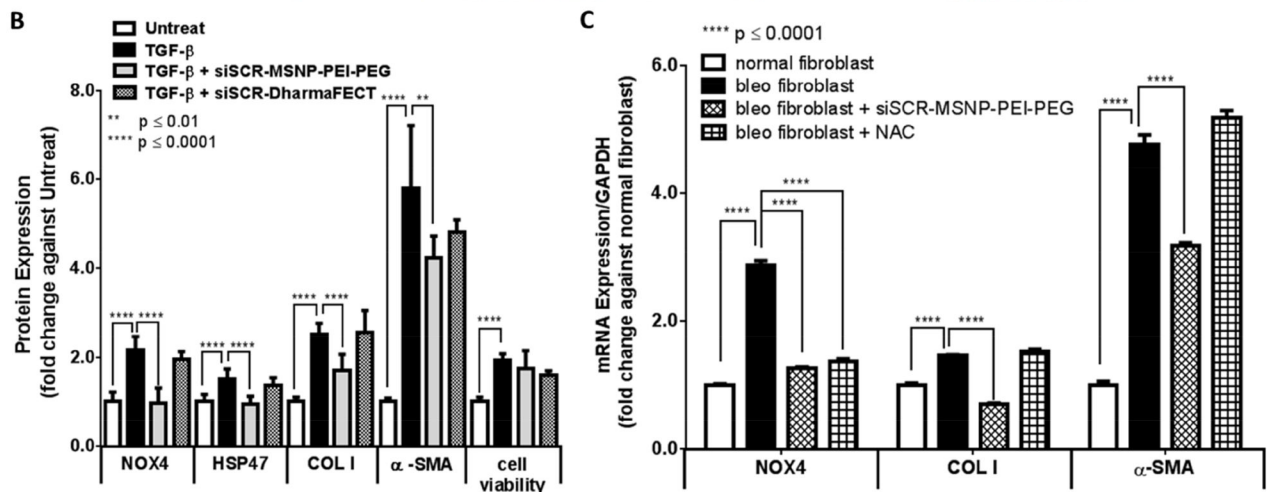 B
Untreat
TGF-β
TGF-β + siSCR-MSNP-PEI-PEG
TGF-β + siSCR-DharmaFECT
** p ≤ 0.01
**** p ≤ 0.0001
Protein Expression
(fold change against Untreat)
8.0
6.0
4.0
2.0
0.0
**** ****
**** ****
**** ****
**** **
****
NOX4 HSP47 COL I α -SMA cell
viability
C
**** p ≤ 0.0001
normal fibroblast
bleo fibroblast
bleo fibroblast + siSCR-MSNP-PEI-PEG
bleo fibroblast + NAC
mRNA Expression/GAPDH
(fold change against normal fibroblast)
6.0
4.0
2.0
0.0
****
****
****
**** ****
****
****
NOX4 COL I α-SMA